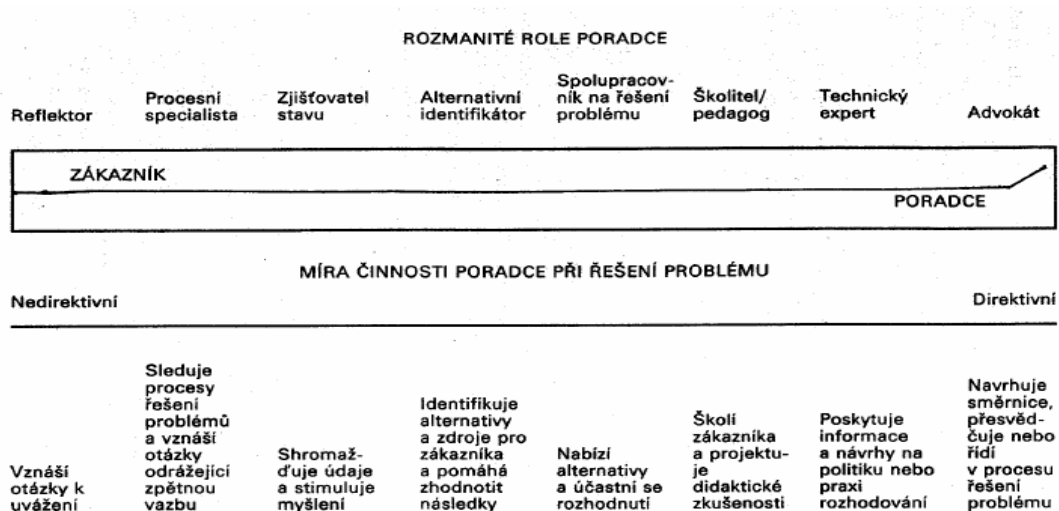 ROZMANITÉ ROLE PORADCE
Reflektor
Procesní
specialista
Zjišťovatel
stavu
Alternativní
identifikátor
Spolupracov-
ník na řešení
problému
Školitel/
pedagog
Technický
expert
Advokát
ZÁKAZNÍK
PORADCE
MÍRA ČINNOSTI PORADCE PŘI ŘEŠENÍ PROBLÉMU
Nedirektivní
Direktivní
Vznáší
otázky k
uvážení
Sleduje
procesy
řešení
problémů
a vznáší
otázky
odrážející
zpětnou
vazbu
Shromaž-
ďuje údaje
a stimuluje
myšlení
Identifikuje
alternativy
a zdroje pro
zákazníka
a pomáhá
zhodnotit
následky
Nabízí
alternativy
a účastní se
rozhodnutí
Školí
zákazníka
a projektu-
je
didaktické
zkušenosti
Poskytuje
informace
a návrhy na
politiku nebo
praxi
rozhodování
Navrhuje
směrnice,
přesvěd-
čuje nebo
řídí
v procesu
řešení
problému